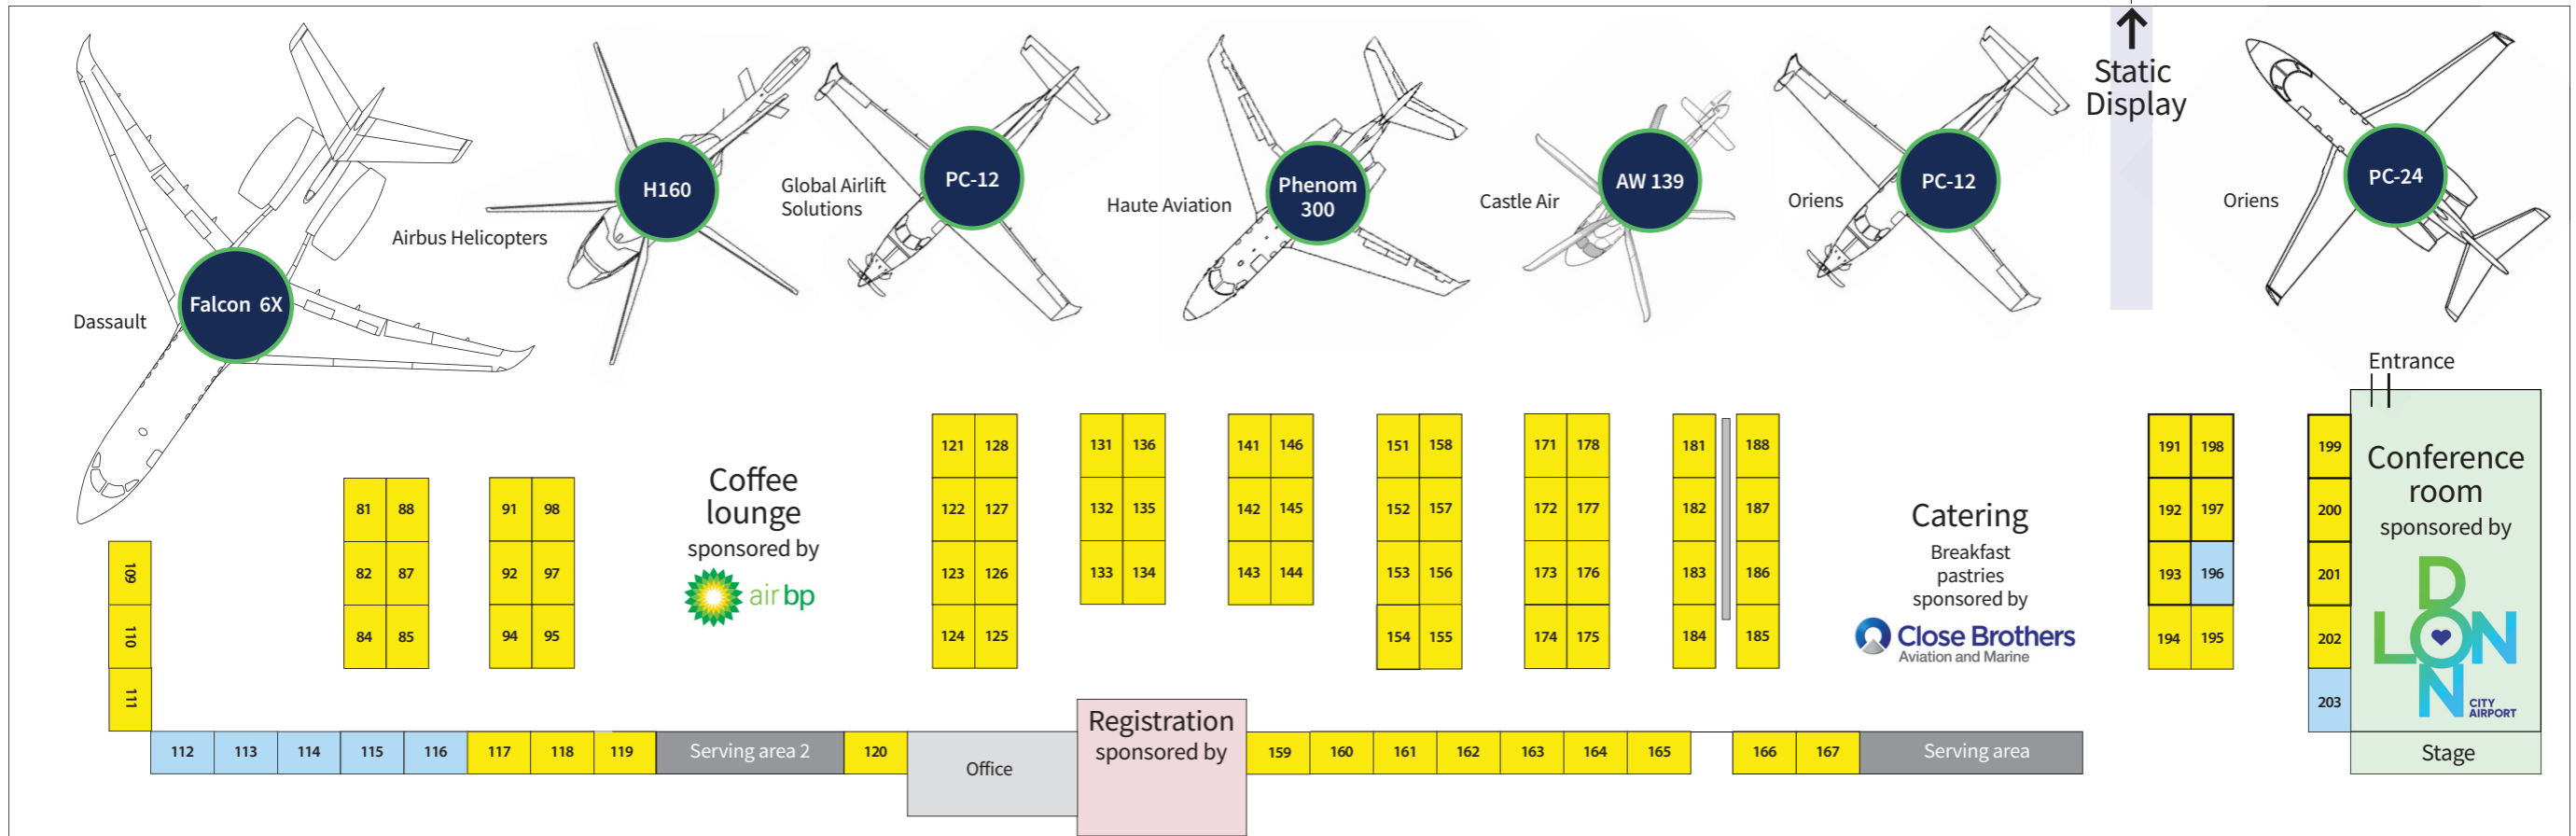 Static
Display
Falcon 6X
Dassault
H160
Airbus Helicopters
PC-12
Global Airlift
Solutions
Phenom
300
Haute Aviation
AW 139
Castle Air
PC-12
Oriens
PC-24
Oriens
Entrance
109
110
111
81 88
82 87
84 85
91 98
92 97
94 95
Coffee
lounge
sponsored by
air bp
121 128
122 127
123 126
124 125
131 136
132 135
133 134
141 146
142 145
143 144
151 158
152 157
153 156
154 155
171 178
172 177
173 176
174 175
181 188
182 187
183 186
184 185
Catering
Breakfast
pastries
sponsored by
Close Brothers
Aviation and Marine
191 198
192 197
193 196
194 195
199
200
201
202
203
Conference
room
sponsored by
LONDON
CITY
AIRPORT
Stage
112 113 114 115 116 117 118 119
Serving area 2
120
Office
Registration
sponsored by
159 160 161 162 163 164 165 166 167
Serving area